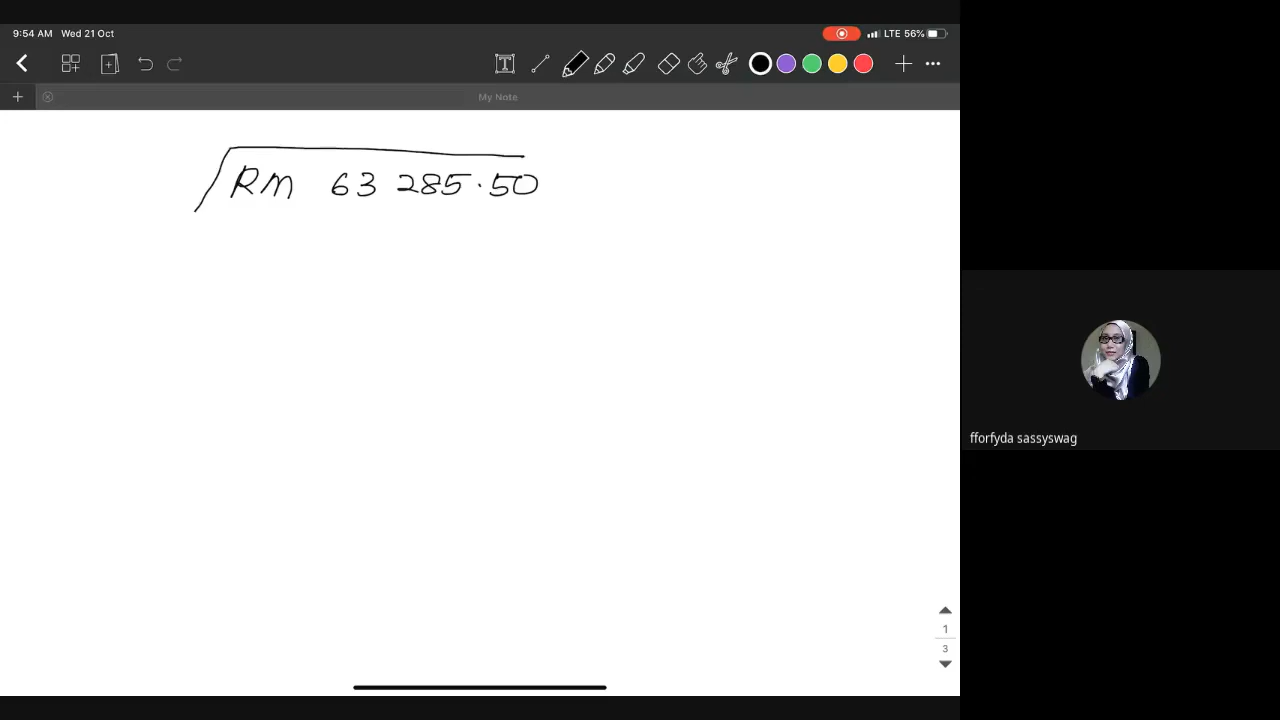 9:54 AM Wed 21 Oct
LTE 56%
T
My Note
RM 63 285.50
fforfyda sassyswag
1
3